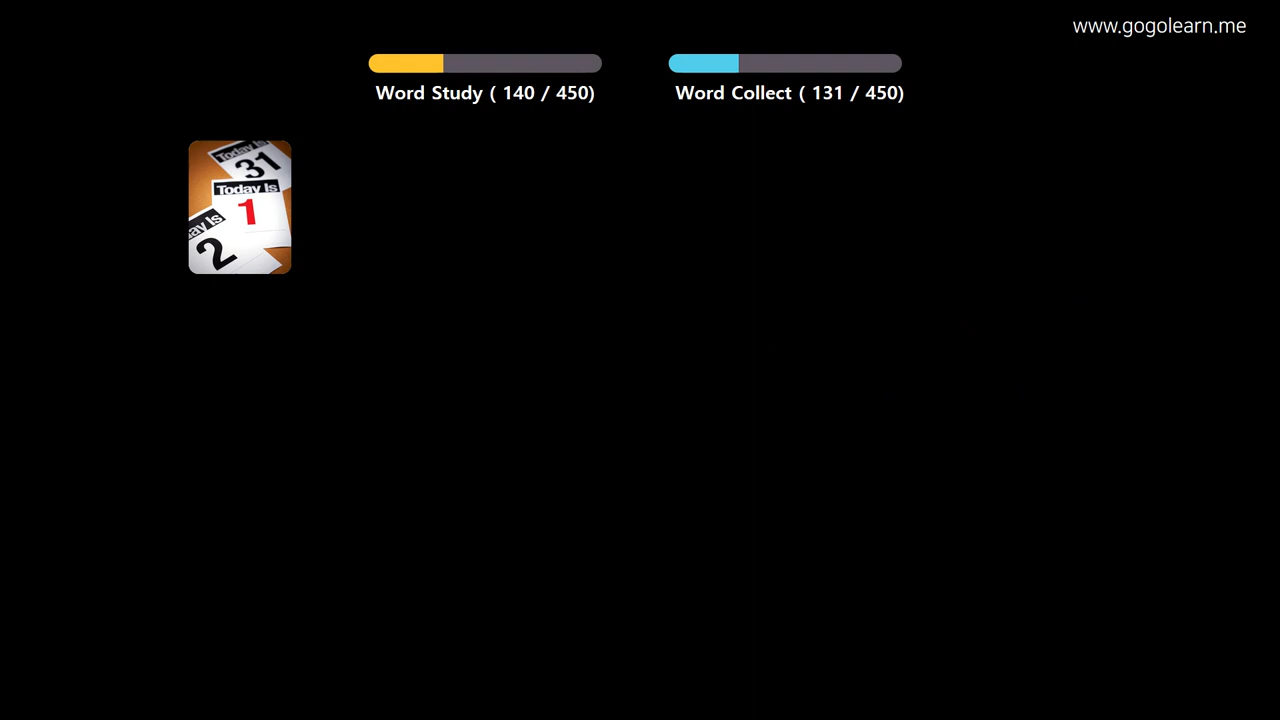 www.gogolearn.me
Word Study ( 140 / 450)
Word Collect ( 131 / 450)
Today Is
31
Today Is
1
ay Is
2